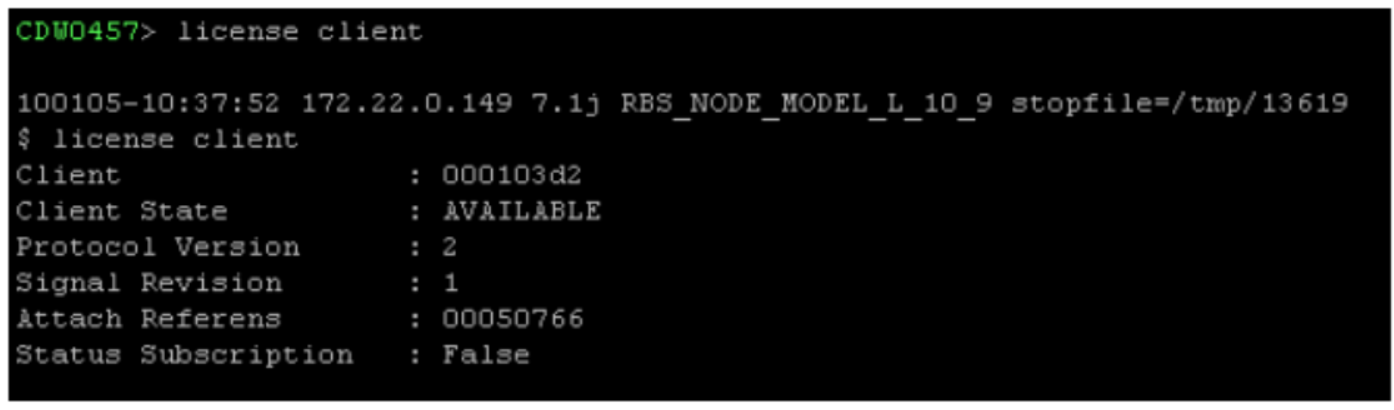 CDW0457> license client
100105-10:37:52 172.22.0.149 7.1j RBS_NODE_MODEL_L_10_9 stopfile=/tmp/13619
$ license client
Client : 000103d2
Client State : AVAILABLE
Protocol Version : 2
Signal Revision : 1
Attach Referens : 00050766
Status Subscription : False